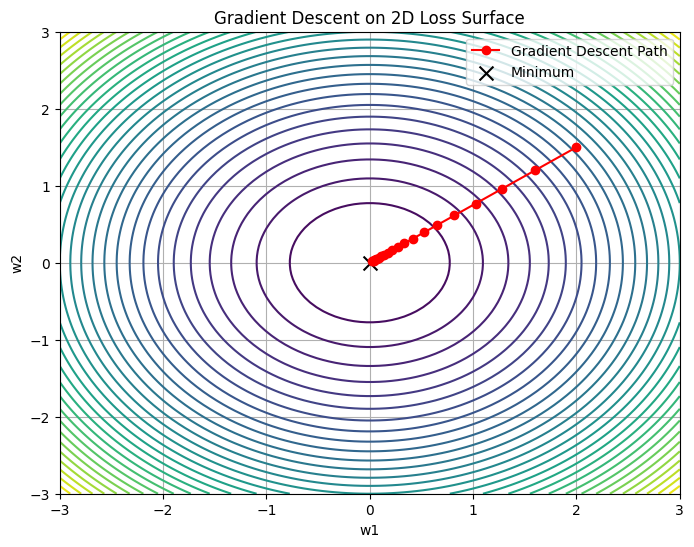 Gradient Descent on 2D Loss Surface
Gradient Descent Path
Minimum
3
2
1
0
−1
−2
−3
w2
−3
−2
−1
0
1
2
3
w1